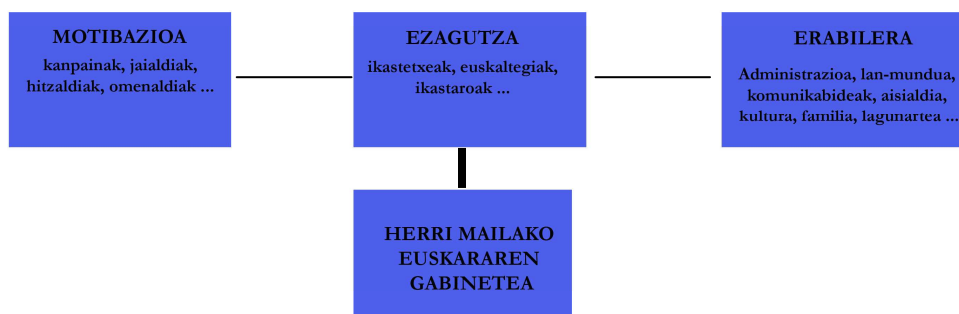 MOTIBAZIOA
kanpainak, jaialdiak,
hitzaldiak, omenaldiak ...
EZAGUTZA
ikastetxeak, euskaltegiak,
ikastaroak ...
ERABILERA
Administrazioa, lan-mundua,
komunikabideak, aisialdia,
kultura, familia, lagunartea ...
HERRI MAILAKO
EUSKARAREN
GABINETEA